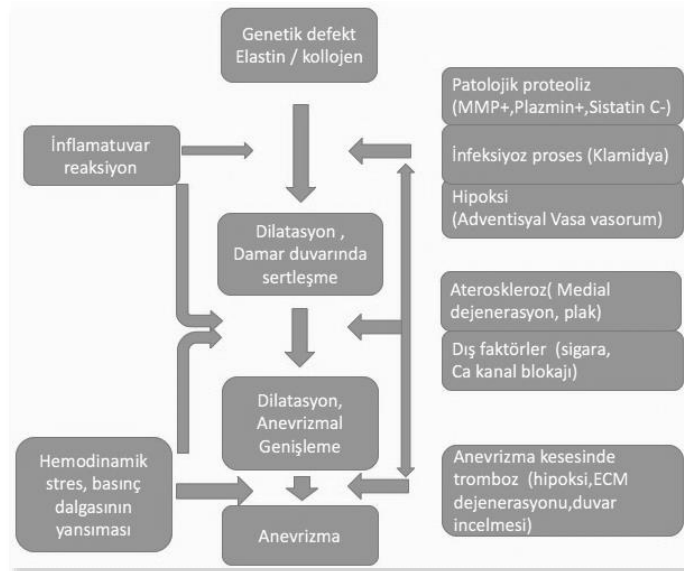 Genetik defekt
Elastin / kollojen
İnflamatuvar
reaksiyon
Patolojik proteoliz
(MMP+,Plazmin+,Sistatin C-)
İnfeksiyoz proses (Klamidya)
Hipoksi
(Adventisyal Vasa vasorum)
Dilatasyon ,
Damar duvarında
sertleşme
Ateroskleroz( Medial
dejenerasyon, plak)
Dış faktörler (sigara,
Ca kanal blokajı)
Dilatasyon,
Anevrizmal
Genişleme
Hemodinamik
stres, basınç
dalgasının
yansıması
Anevrizma kesesinde
tromboz (hipoksi,ECM
dejenerasyonu,duvar
incelmesi)
Anevrizma